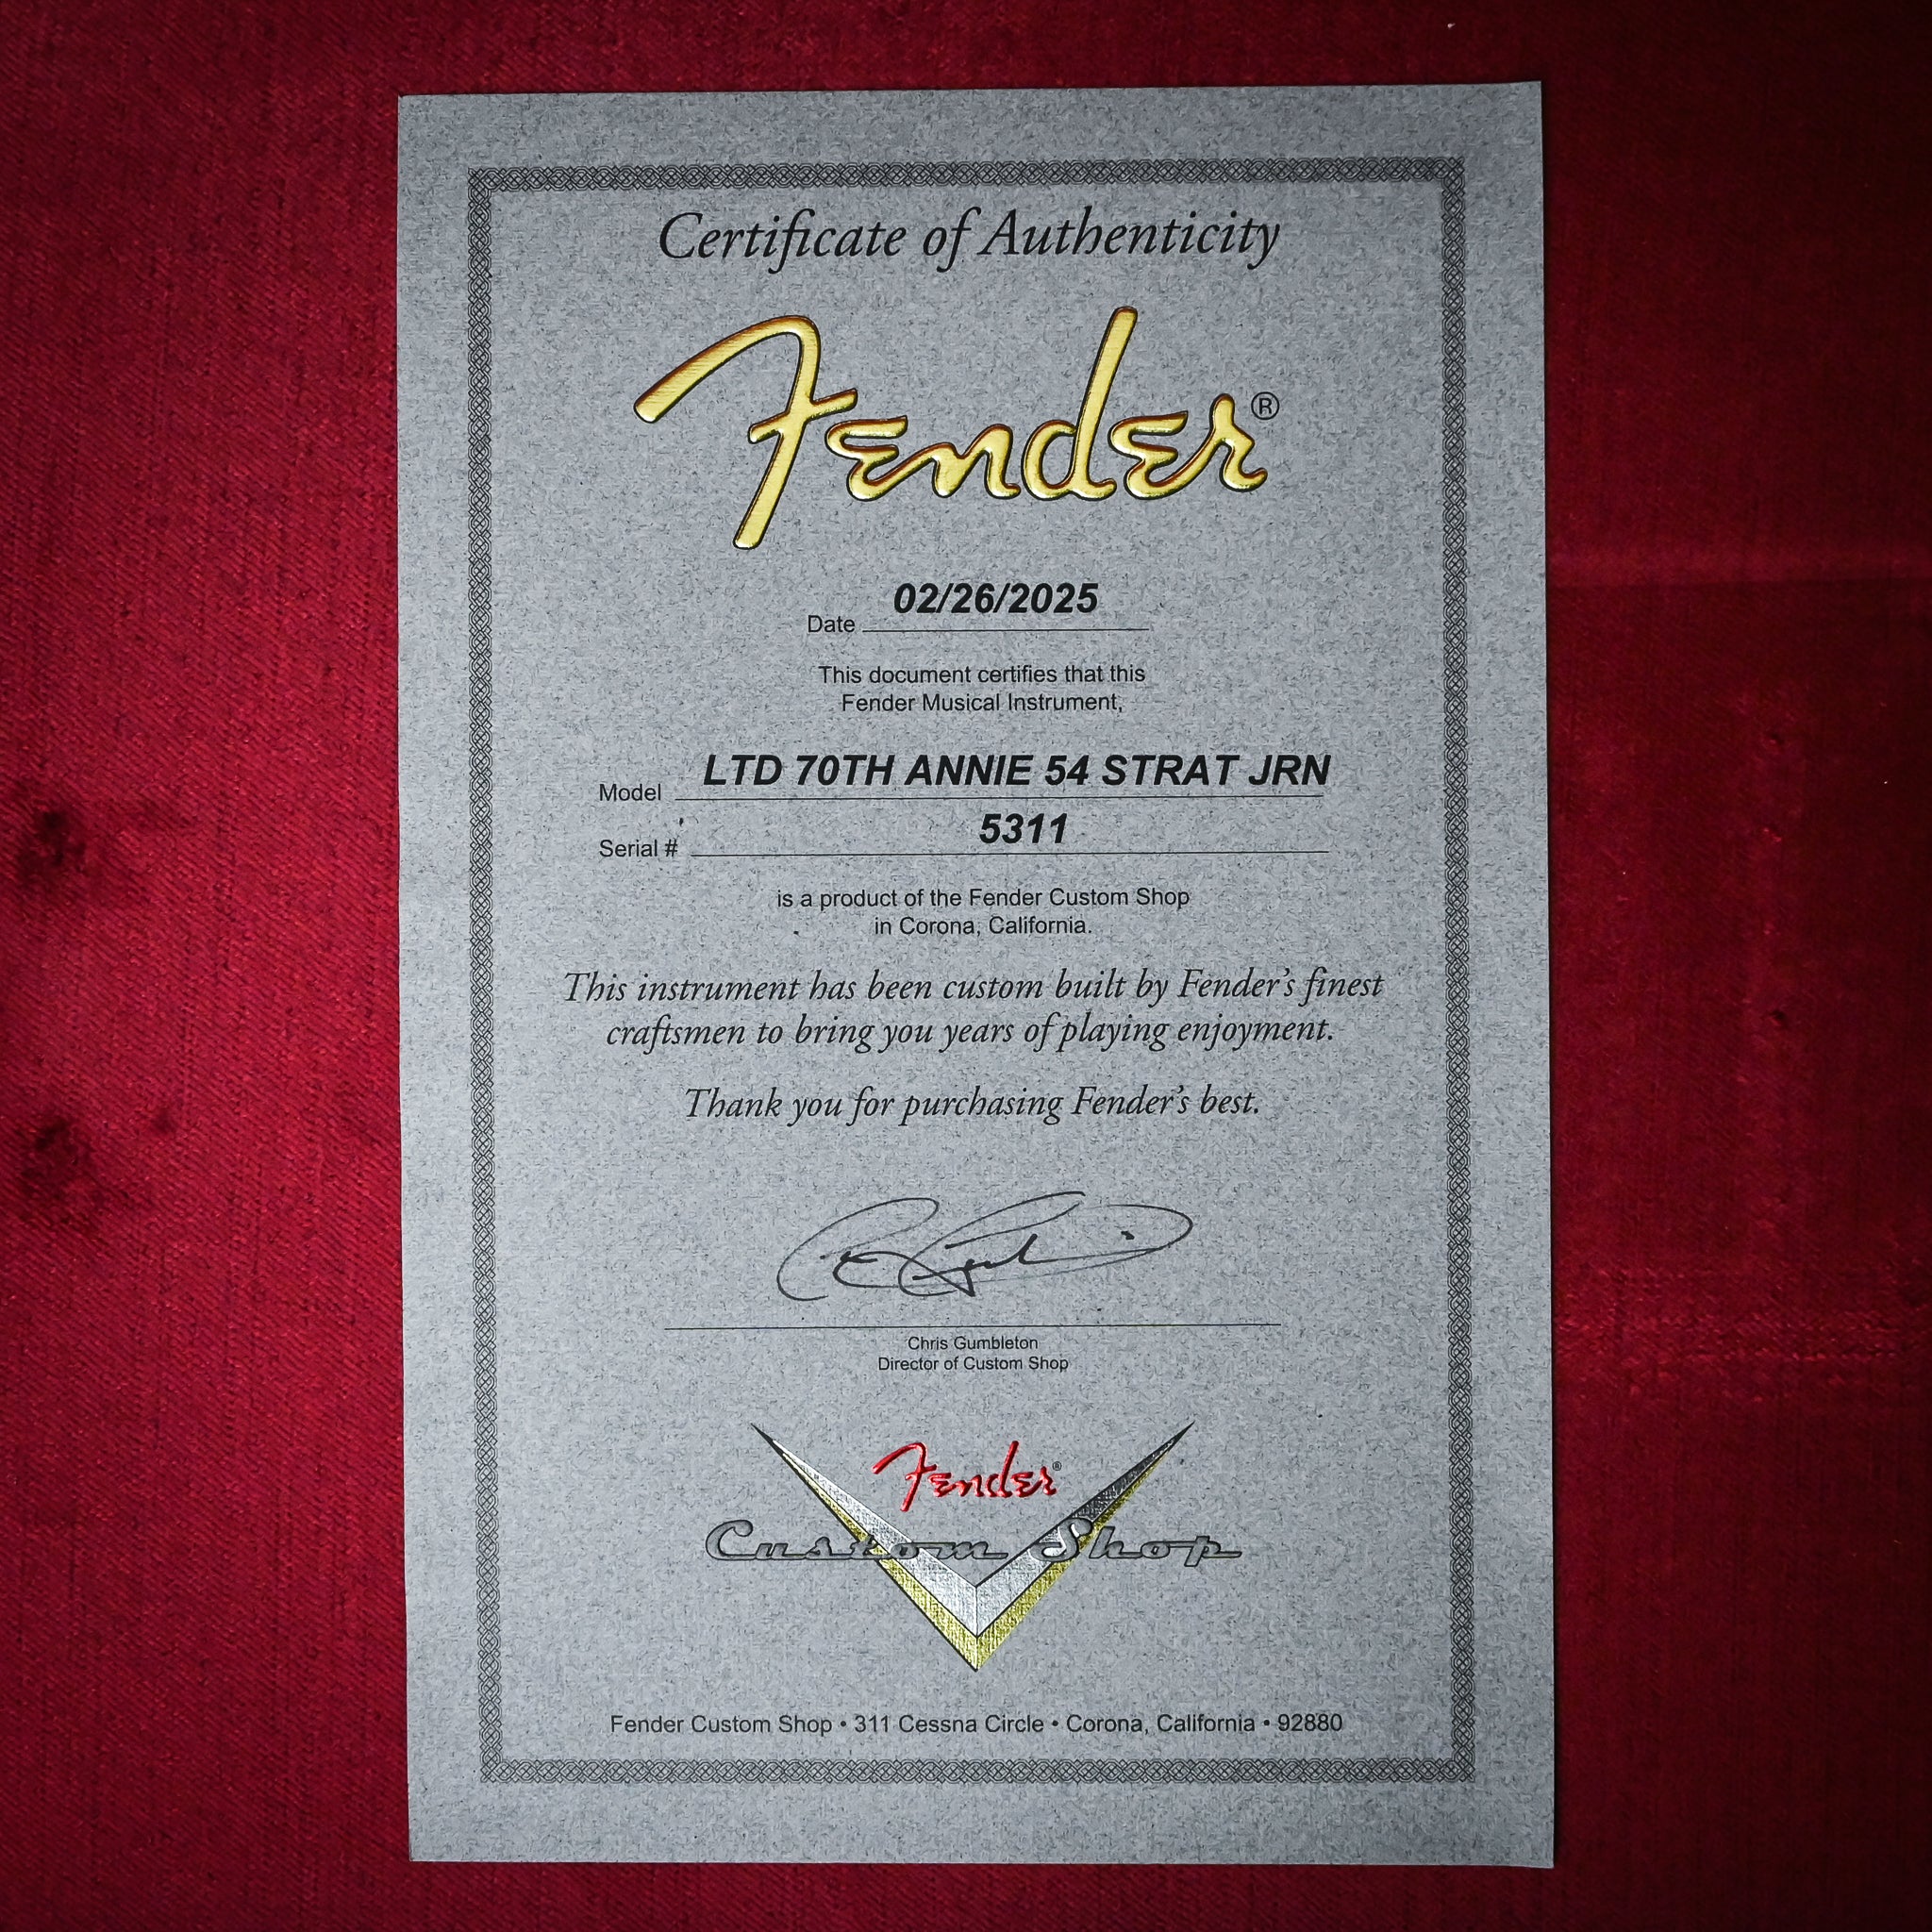 Certificate of Authenticity
Fender®
Date 02/26/2025
This document certifies that this
Fender Musical Instrument,
Model LTD 70TH ANNIE 54 STRAT JRN
Serial # 5311
is a product of the Fender Custom Shop
in Corona, California.
This instrument has been custom built by Fender's finest
craftsmen to bring you years of playing enjoyment.
Thank you for purchasing Fender's best.
Chris Gumbleton
Director of Custom Shop
Fender®
Custom Shop
Fender Custom Shop • 311 Cessna Circle • Corona, California • 92880